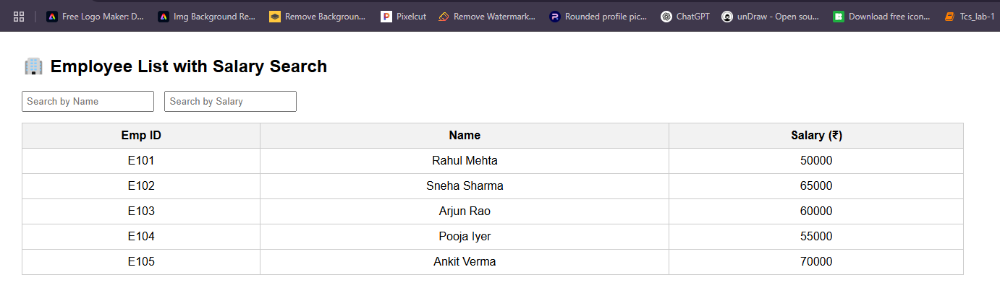 Free Logo Maker: D... Img Background Re... Remove Backgroun... Pixelcut Remove Watermark... Rounded profile pic... ChatGPT unDraw - Open sou... Download free icon... Tcs_lab-1
Employee List with Salary Search
Search by Name Search by Salary
Emp ID Name Salary (₹)
E101 Rahul Mehta 50000
E102 Sneha Sharma 65000
E103 Arjun Rao 60000
E104 Pooja Iyer 55000
E105 Ankit Verma 70000